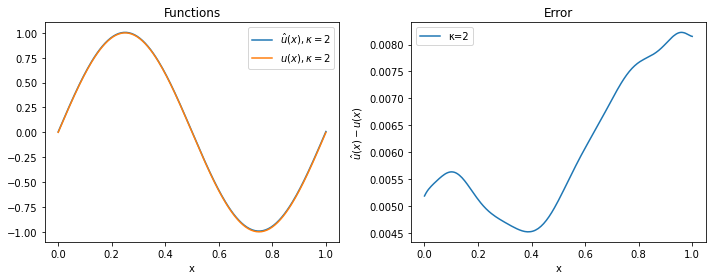 Functions
1.00
0.75
0.50
0.25
0.00
−0.25
−0.50
−0.75
−1.00
0.0 0.2 0.4 0.6 0.8 1.0
x
û(x), κ = 2
u(x), κ = 2
Error
κ=2
û(x) − u(x)
0.0080
0.0075
0.0070
0.0065
0.0060
0.0055
0.0050
0.0045
0.0 0.2 0.4 0.6 0.8 1.0
x